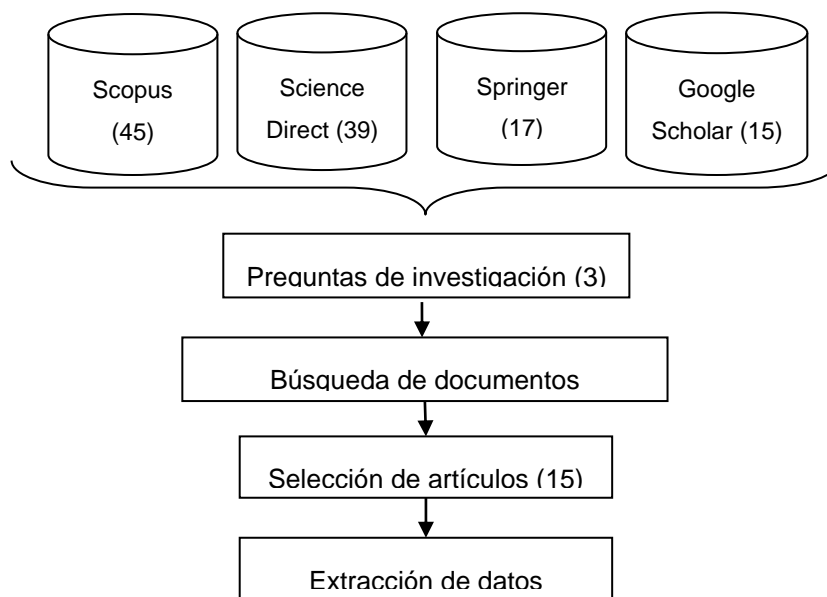 Scopus
(45)
Science
Direct (39)
Springer
(17)
Google
Scholar (15)
Preguntas de investigación (3)
Búsqueda de documentos
Selección de artículos (15)
Extracción de datos